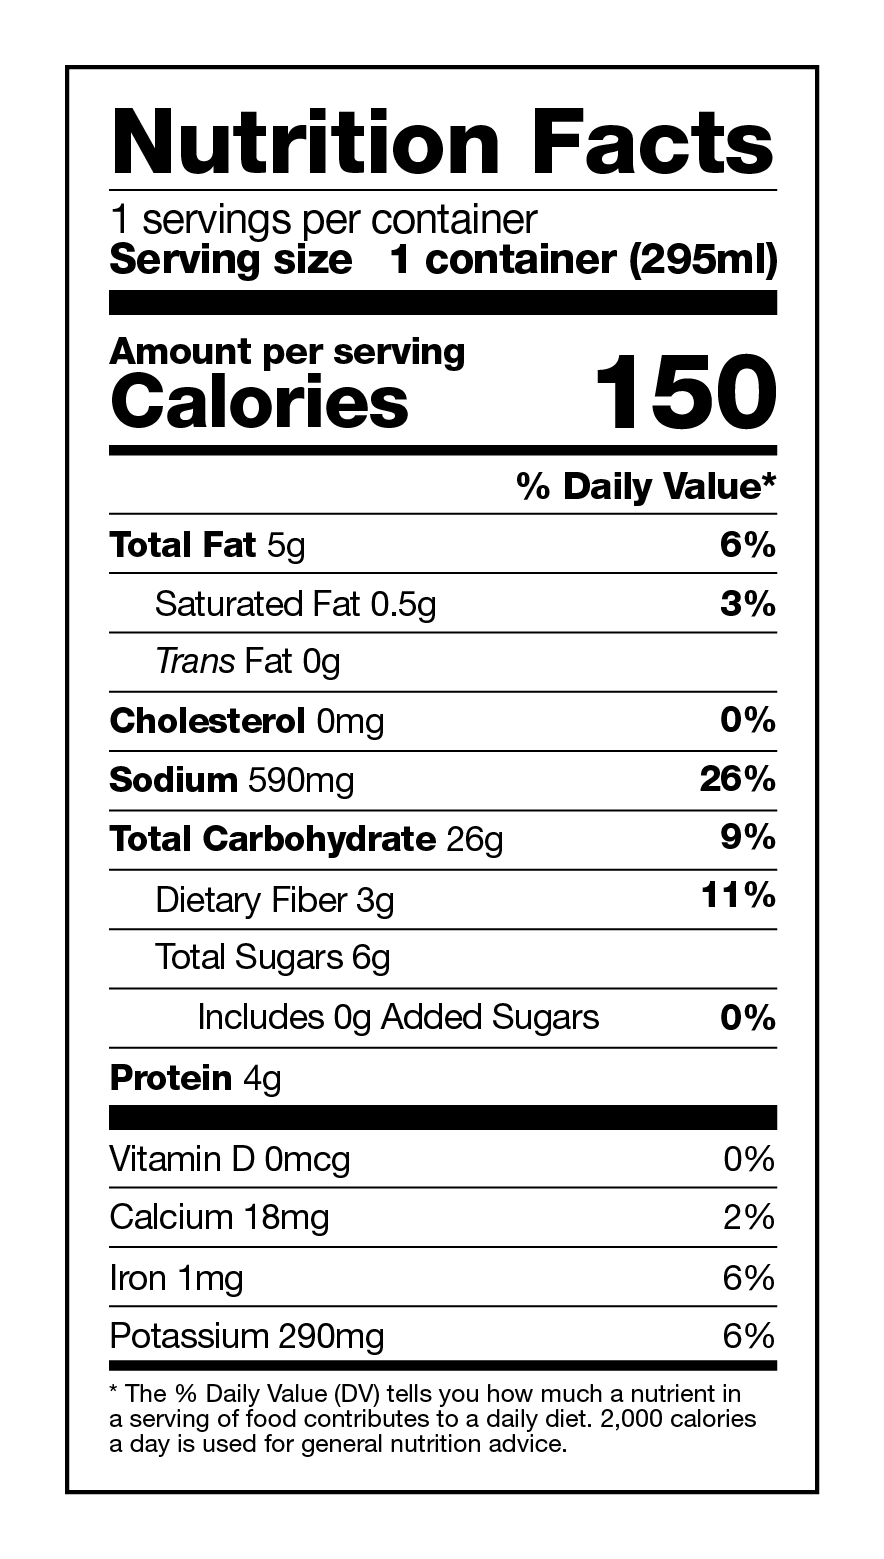 Nutrition Facts
1 servings per container
Serving size 1 container (295ml)
Amount per serving
Calories 150
% Daily Value*
Total Fat 5g 6%
Saturated Fat 0.5g 3%
Trans Fat 0g
Cholesterol 0mg 0%
Sodium 590mg 26%
Total Carbohydrate 26g 9%
Dietary Fiber 3g 11%
Total Sugars 6g
Includes 0g Added Sugars 0%
Protein 4g
Vitamin D 0mcg 0%
Calcium 18mg 2%
Iron 1mg 6%
Potassium 290mg 6%
* The % Daily Value (DV) tells you how much a nutrient in
a serving of food contributes to a daily diet. 2,000 calories
a day is used for general nutrition advice.